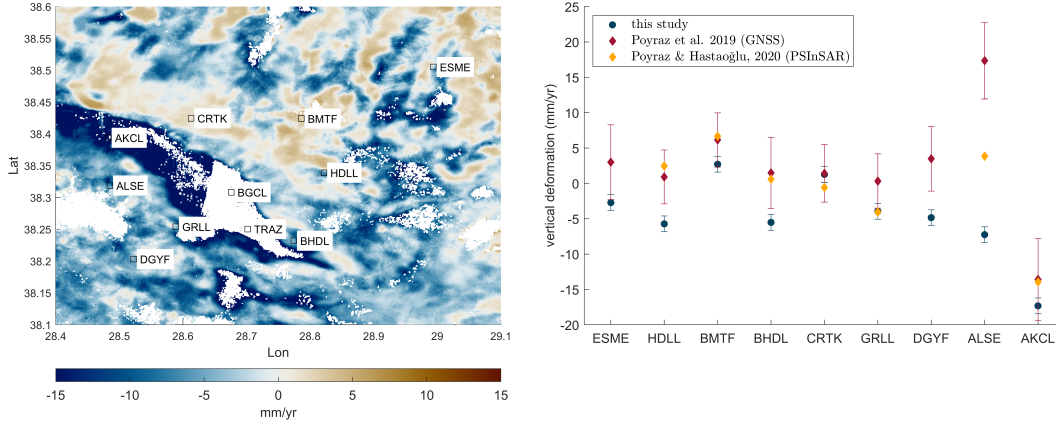 38.6
38.55
38.5
38.45
38.4
38.35
38.3
38.25
38.2
38.15
38.1
Lat
ESME
CRTK
BMTF
AKCL
HDLL
ALSE
BGCL
GRLL
TRAZ
BHDL
DGYF
28.4 28.5 28.6 28.7 28.8 28.9 29 29.1
Lon
-15 -10 -5 0 5 10 15
mm/yr
25
20
15
10
5
0
-5
-10
-15
-20
vertical deformation (mm/yr)
this study
Poyraz et al. 2019 (GNSS)
Poyraz & Hastaoğlu, 2020 (PSInSAR)
ESME HDLL BMTF BHDL CRTK GRLL DGYF ALSE AKCL